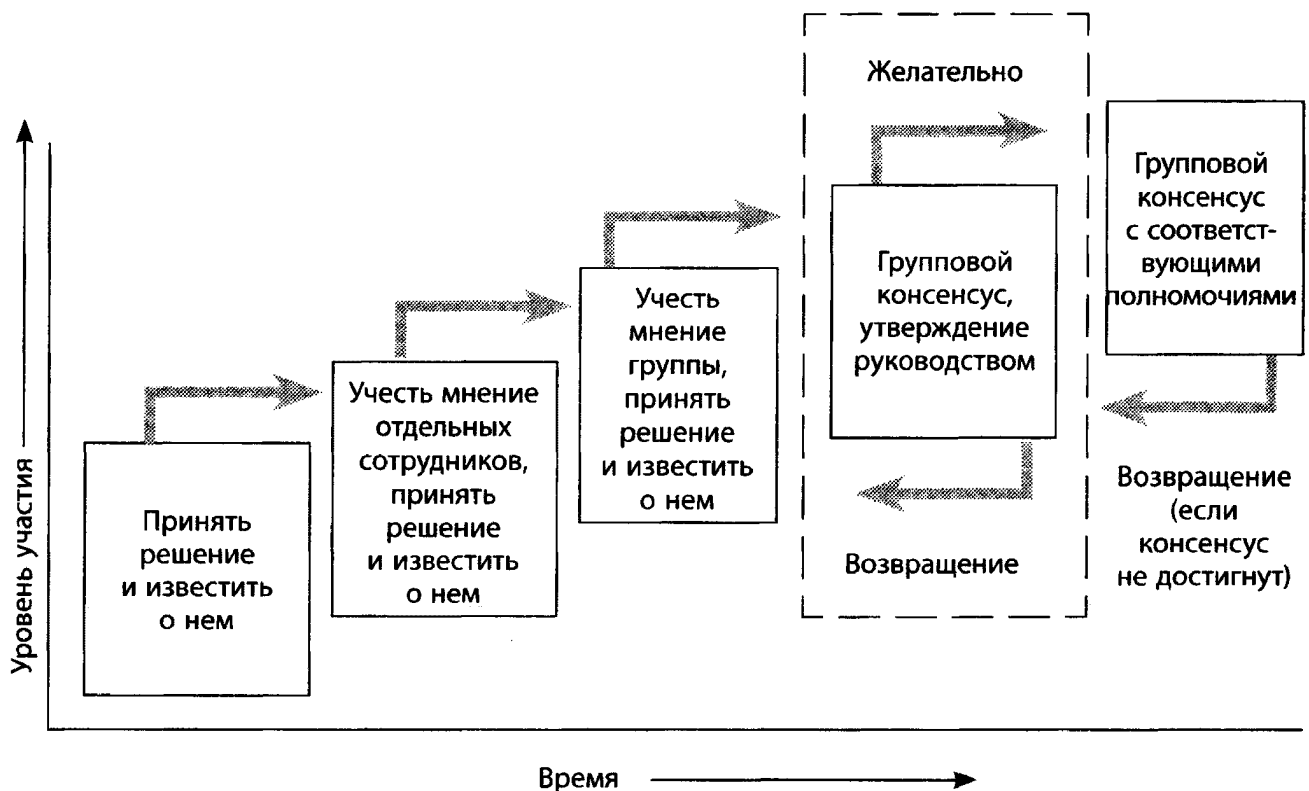 Уровень участия
Принять
решение
и известить
о нем
Учесть мнение
отдельных
сотрудников,
принять
решение
и известить
о нем
Учесть
мнение
группы,
принять
решение
и известить
о нем
Желательно
Групповой
консенсус,
утверждение
руководством
Возвращение
Групповой
консенсус
с соответст-
вующими
полномочиями
Возвращение
(если
консенсус
не достигнут)
Время